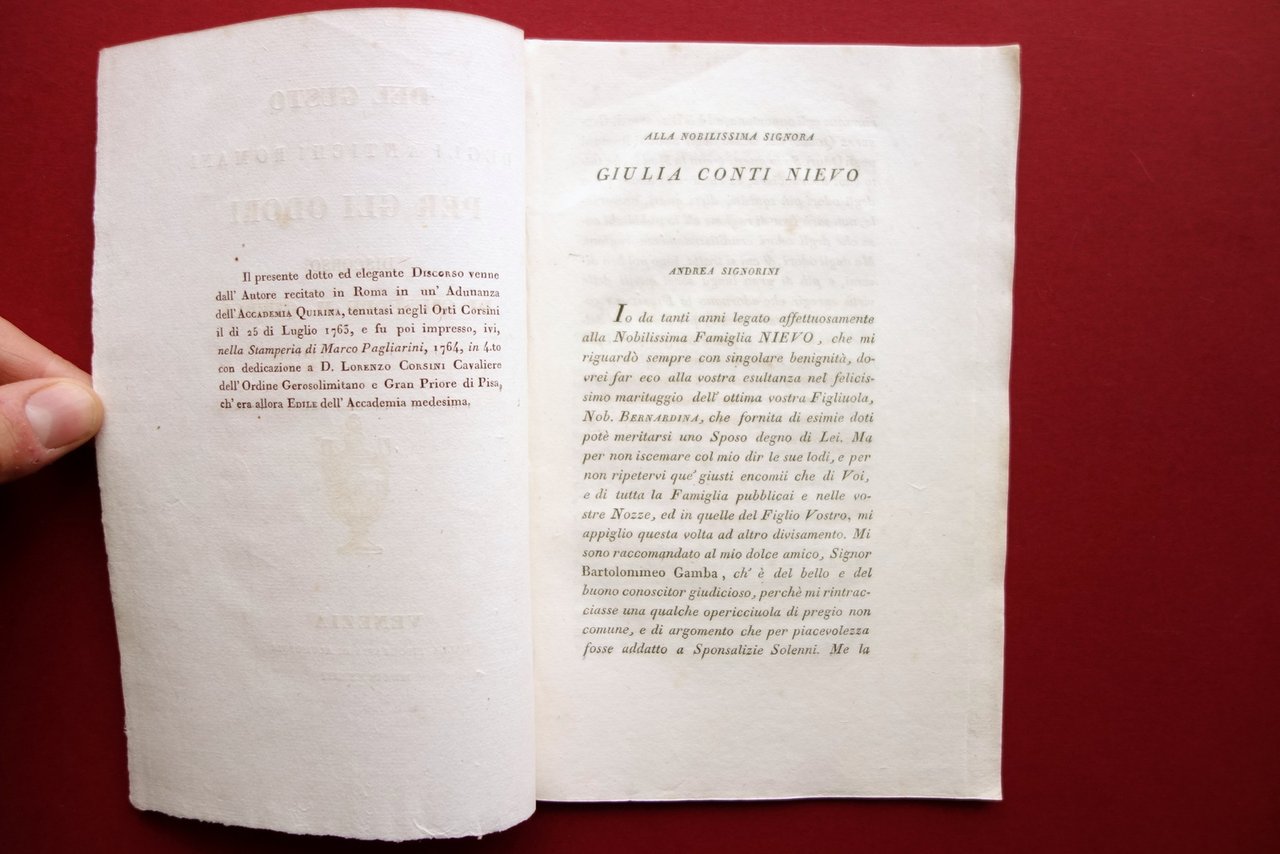 Il presente dotto ed elegante Discorso venne
dall' Autore recitato in Roma in un' Adunanza
dell'Accademia Quirina, tenutasi negli Orti Corsini
il dì 25 di Luglio 1763, e fu poi impresso, ivi,
nella Stamperia di Marco Pagliarini, 1764, in 4.to
con dedicazione a D. Lorenzo Corsini Cavaliere
dell'Ordine Gerosolimitano e Gran Priore di Pisa,
ch' era allora Edile dell'Accademia medesima.
ALLA NOBILISSIMA SIGNORA
GIULIA CONTI NIEVO
ANDREA SIGNORINI
Io da tanti anni legato affettuosamente
alla Nobilissima Famiglia NIEVO, che mi
riguardò sempre con singolare benignità, do-
vrei far eco alla vostra esultanza nel felicis-
simo maritaggio dell' ottima vostra Figliuola,
Nob. Bernardina, che fornita di esimie doti
potè meritarsi uno Sposo degno di Lei. Ma
per non iscemare col mio dir le sue lodi, e per
non ripetervi que' giusti encomii che di Voi,
e di tutta la Famiglia pubblicai e nelle vo-
stre Nozze, ed in quelle del Figlio Vostro, mi
appiglio questa volta ad altro divisamento. Mi
sono raccomandato al mio dolce amico, Signor
Bartolommeo Gamba, ch' è del bello e del
buono conoscitor giudicioso, perchè mi rintrac-
ciasse una qualche opericciuola di pregio non
comune, e di argomento che per piacevolezza
fosse addatto a Sponsalizie Solenni. Me la
DEL GUSTO
DEGLI ANTICHI ROMANI
PER GLI ODORI
DISCORSO
VENEZIA